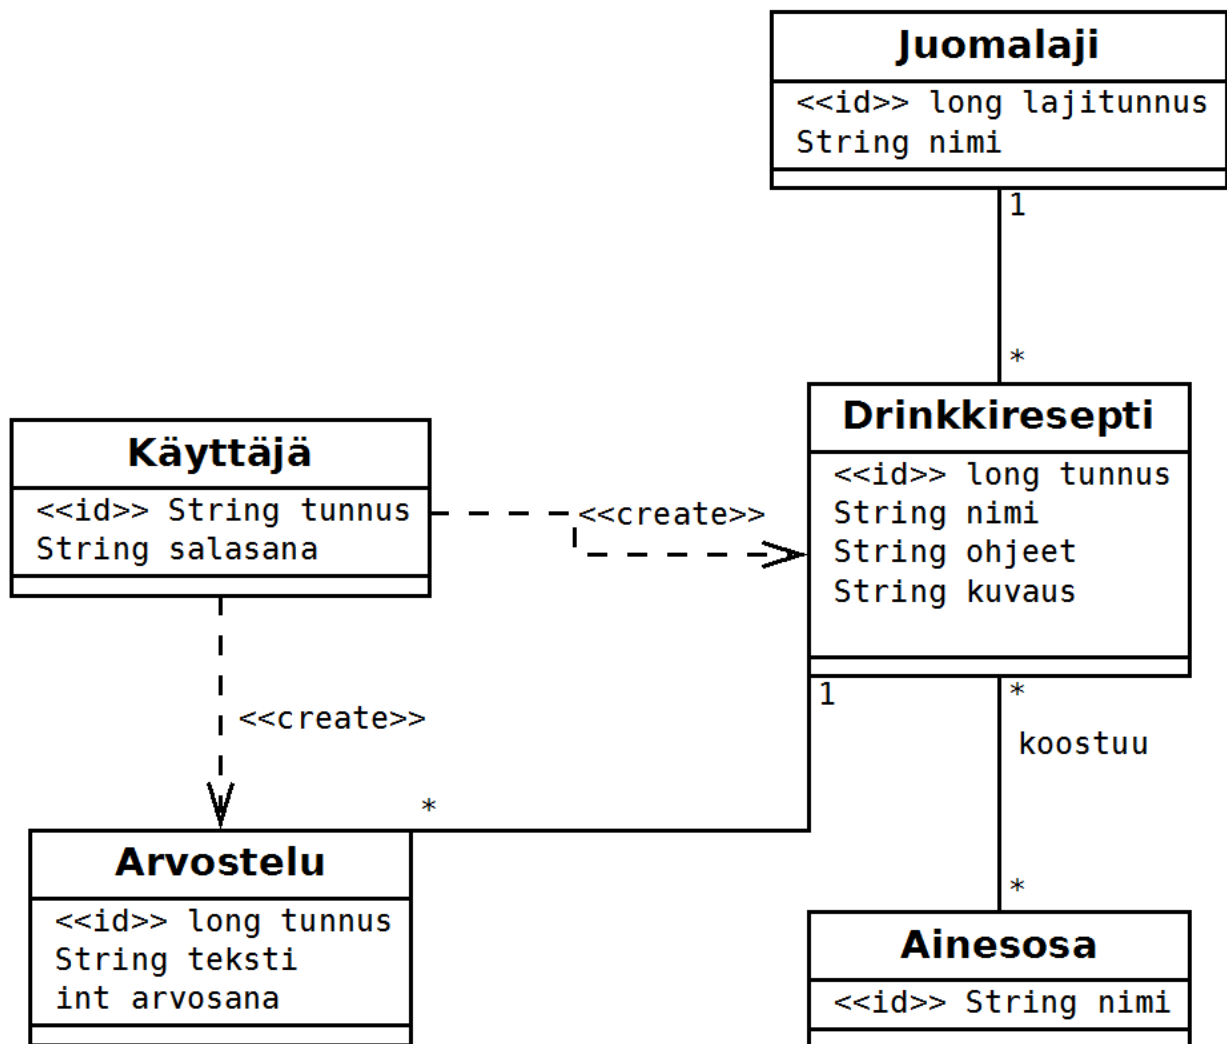 Juomalaji
<<id>> long lajitunnus
String nimi
1
*
Drinkkiresepti
<<id>> long tunnus
String nimi
String ohjeet
String kuvaus
Käyttäjä
<<id>> String tunnus
String salasana
<<create>>
<<create>>
1
*
koostuu
*
*
Arvostelu
<<id>> long tunnus
String teksti
int arvosana
Ainesosa
<<id>> String nimi